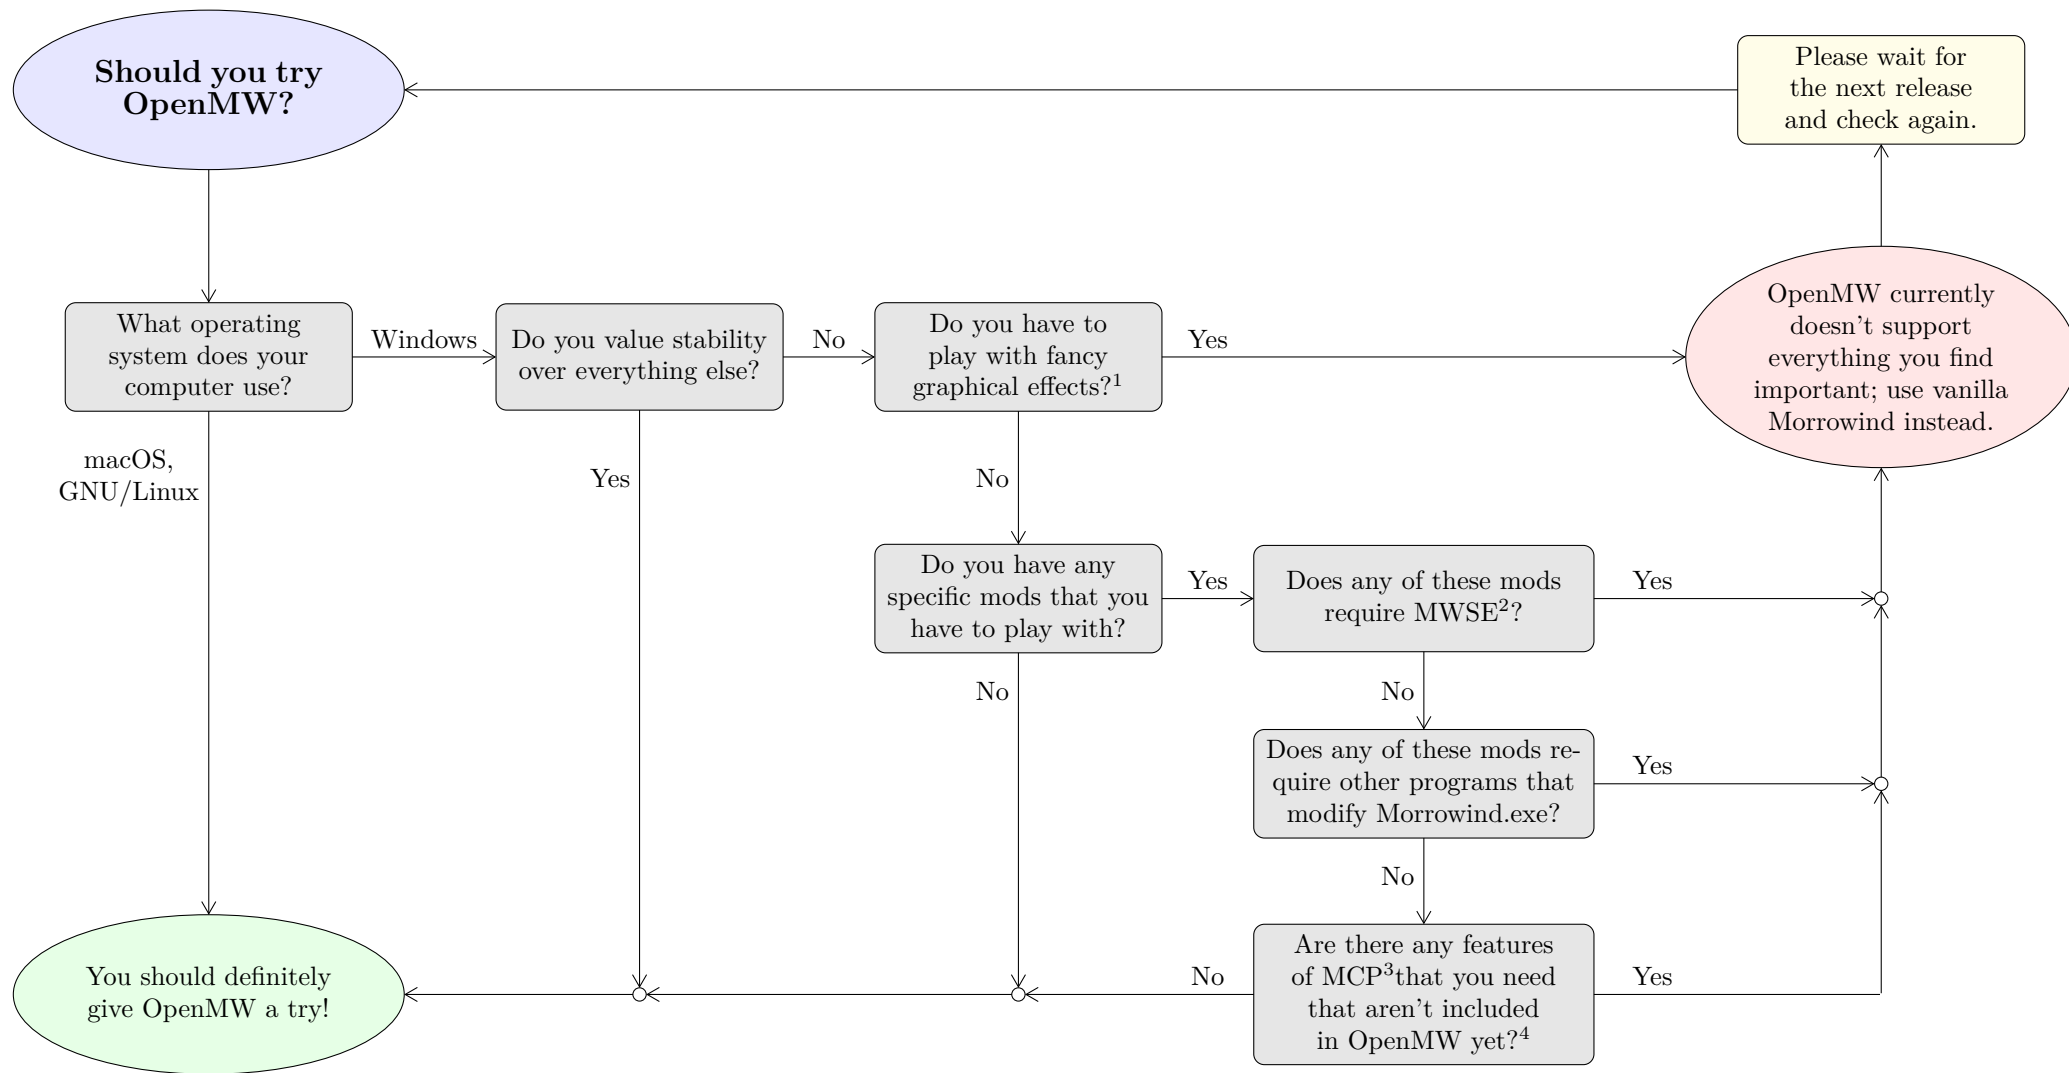 Should you try
OpenMW?
Please wait for
the next release
and check again.
What operating
system does your
computer use?
Windows
Do you value stability
over everything else?
No
Do you have to
play with fancy
graphical effects?¹
Yes
OpenMW currently
doesn't support
everything you find
important; use vanilla
Morrowind instead.
macOS,
GNU/Linux
Yes
No
Do you have any
specific mods that you
have to play with?
Yes
Does any of these mods
require MWSE²?
Yes
No
No
Does any of these mods re-
quire other programs that
modify Morrowind.exe?
Yes
No
You should definitely
give OpenMW a try!
No
Are there any features
of MCP³that you need
that aren't included
in OpenMW yet?⁴
Yes